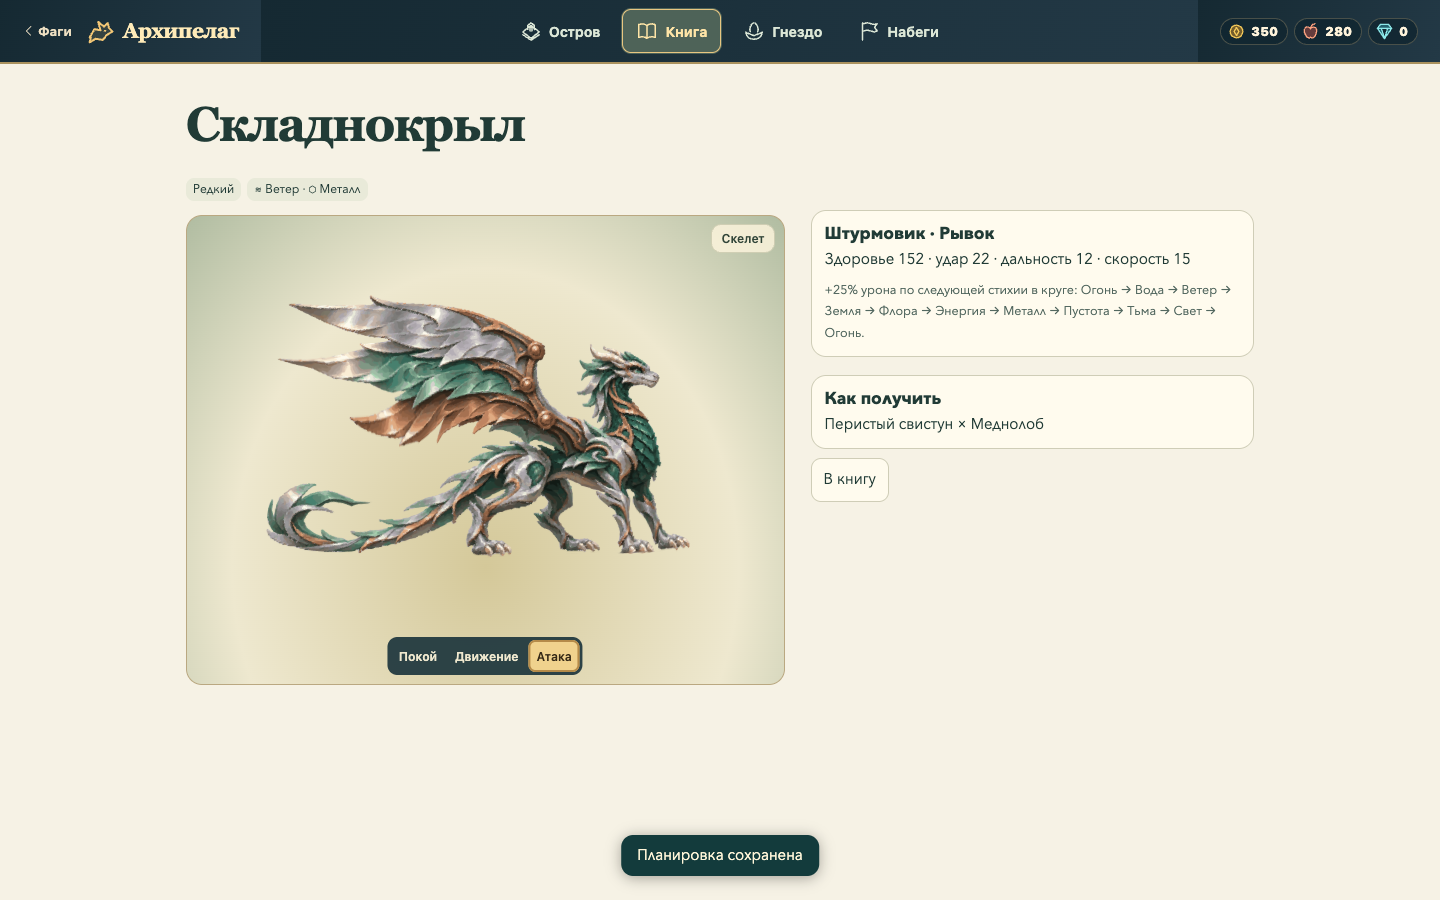 Фаги
Архипелаг
Остров
Книга
Гнездо
Набеги
350
280
0
Складнокрыл
Редкий
≈ Ветер · ⬡ Металл
Скелет
Покой
Движение
Атака
Штурмовик · Рывок
Здоровье 152 · удар 22 · дальность 12 · скорость 15
+25% урона по следующей стихии в круге: Огонь → Вода → Ветер →
Земля → Флора → Энергия → Металл → Пустота → Тьма → Свет →
Огонь.
Как получить
Перистый свистун × Меднолоб
В книгу
Планировка сохранена